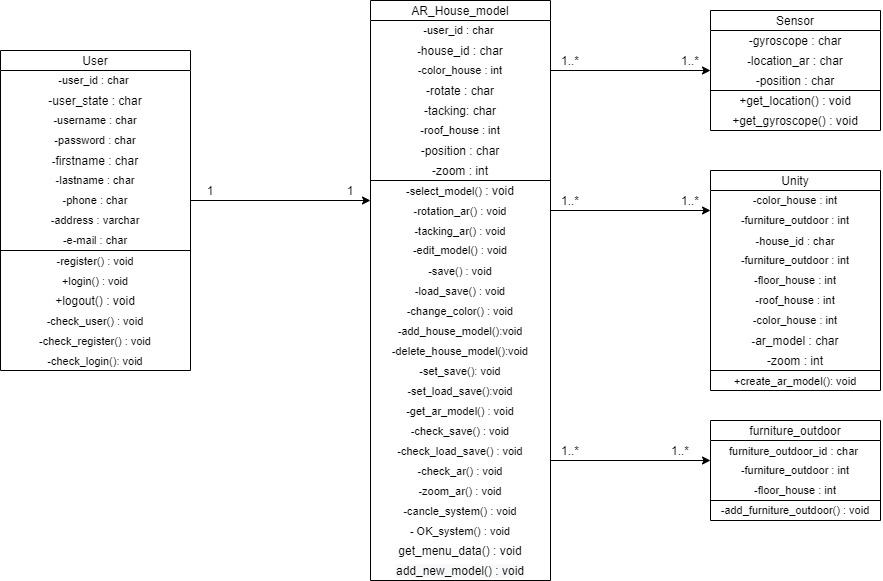 User
-user_id : char
-user_state : char
-username : char
-password : char
-firstname : char
-lastname : char
-phone : char
-address : varchar
-e-mail : char
-register() : void
+login() : void
+logout() : void
-check_user() : void
-check_register() : void
-check_login(): void
1
1
AR_House_model
-user_id : char
-house_id : char
-color_house : int
-rotate : char
-tacking: char
-roof_house : int
-position : char
-zoom : int
-select_model() : void
-rotation_ar() : void
-tacking_ar() : void
-edit_model() : void
-save() : void
-load_save() : void
-change_color() : void
-add_house_model():void
-delete_house_model():void
-set_save(): void
-set_load_save():void
-get_ar_model() : void
-check_save() : void
-check_load_save() : void
-check_ar() : void
-zoom_ar() : void
-cancle_system() : void
- OK_system() : void
get_menu_data() : void
add_new_model() : void
1..*
1..*
Sensor
-gyroscope : char
-location_ar : char
-position : char
+get_location() : void
+get_gyroscope() : void
1..*
1..*
Unity
-color_house : int
-furniture_outdoor : int
-house_id : char
-furniture_outdoor : int
-floor_house : int
-roof_house : int
-color_house : int
-ar_model : char
-zoom : int
+create_ar_model(): void
1..*
1..*
furniture_outdoor
furniture_outdoor_id : char
-furniture_outdoor : int
-floor_house : int
-add_furniture_outdoor() : void